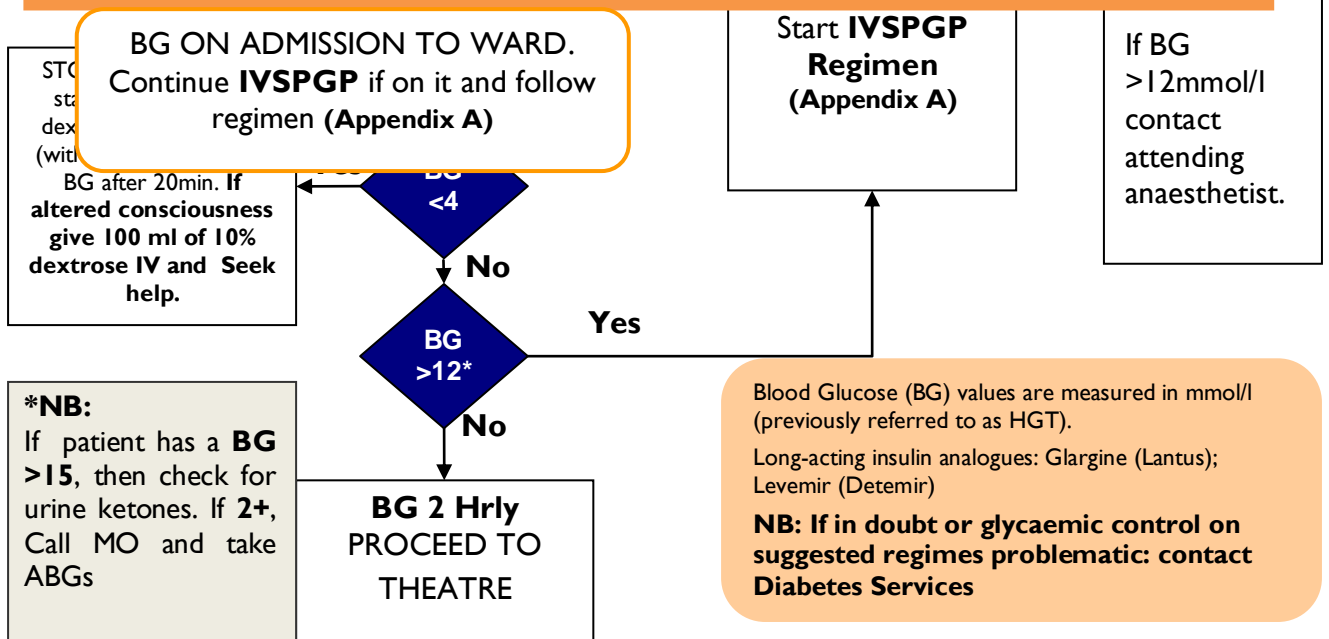 BG ON ADMISSION TO WARD.
Continue IVSPGP if on it and follow
regimen (Appendix A)
BG after 20min. If
altered consciousness
give 100 ml of 10%
dextrose IV and Seek
help.
<4
No
BG
>12*
Yes
No
Start IVSPGP
Regimen
(Appendix A)
If BG
>12mmol/l
contact
attending
anaesthetist.
*NB:
If patient has a BG
>15, then check for
urine ketones. If 2+,
Call MO and take
ABGs
BG 2 Hrly
PROCEED TO
THEATRE
Blood Glucose (BG) values are measured in mmol/l
(previously referred to as HGT).
Long-acting insulin analogues: Glargine (Lantus);
Levemir (Detemir)
NB: If in doubt or glycaemic control on
suggested regimes problematic: contact
Diabetes Services